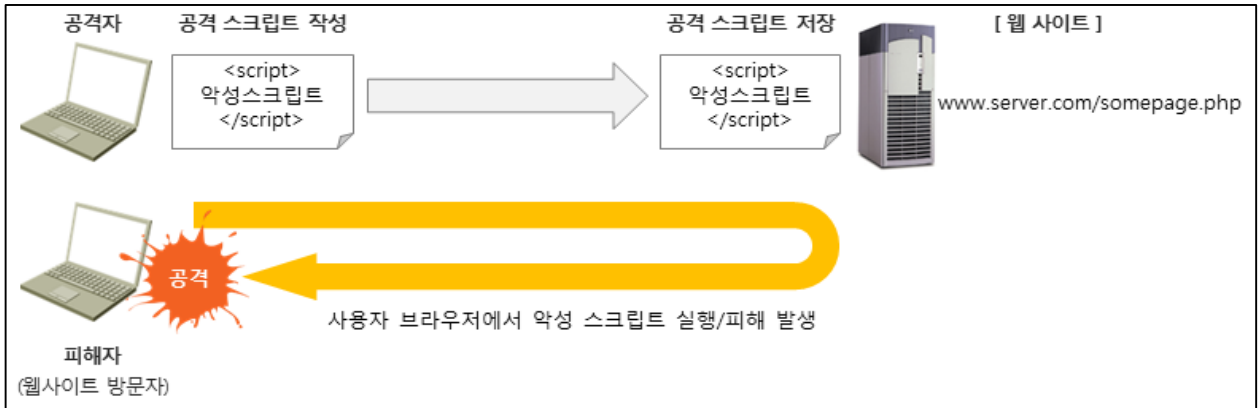 공격자
공격 스크립트 작성
공격 스크립트 저장
[ 웹 사이트 ]
<script>
악성스크립트
</script>
<script>
악성스크립트
</script>
www.server.com/somepage.php
공격
사용자 브라우저에서 악성 스크립트 실행/피해 발생
피해자
(웹사이트 방문자)